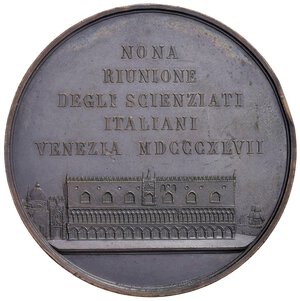 NONA
RIUNIONE
DEGLI SCIENZIATI
ITALIANI
VENEZIA MDCCCXLVII